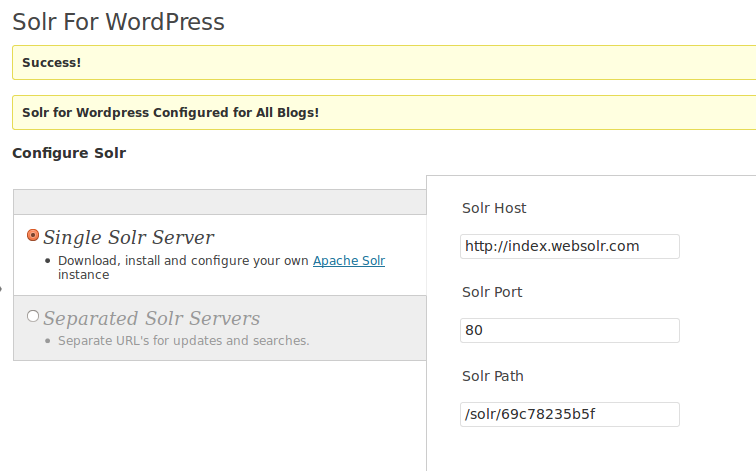 Solr For WordPress
Success!
Solr for Wordpress Configured for All Blogs!
Configure Solr
Single Solr Server
Download, install and configure your own Apache Solr
instance
Separated Solr Servers
Separate URL's for updates and searches.
Solr Host
http://index.websolr.com
Solr Port
80
Solr Path
/solr/69c78235b5f